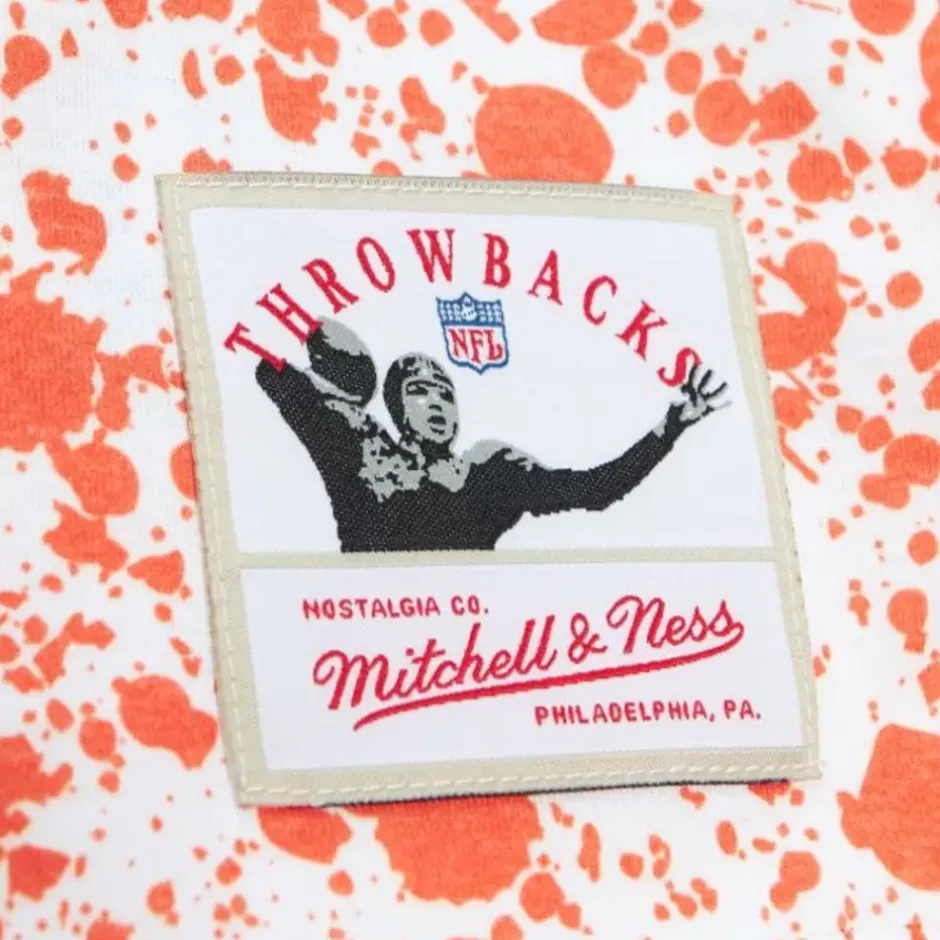 THROWBACKS
NFL
NOSTALGIA CO.
Mitchell & Ness
PHILADELPHIA, PA.